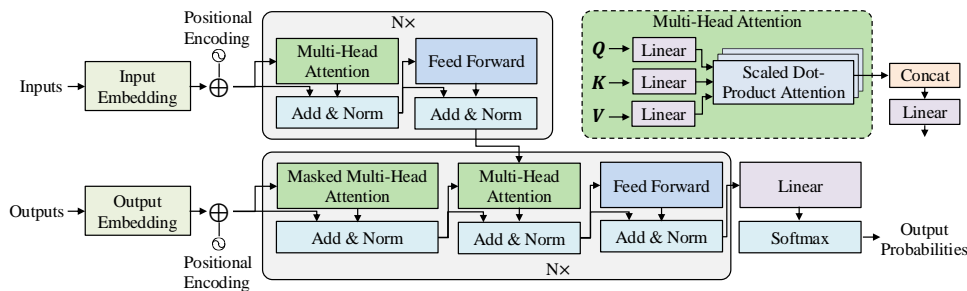 Positional
Encoding
N×
Inputs
Input
Embedding
Multi-Head
Attention
Feed Forward
Add & Norm
Add & Norm
Multi-Head Attention
Q
Linear
K
Linear
V
Linear
Scaled Dot-
Product Attention
Concat
Linear
Outputs
Output
Embedding
Positional
Encoding
Masked Multi-Head
Attention
Multi-Head
Attention
Feed Forward
Add & Norm
Add & Norm
Add & Norm
N×
Linear
Softmax
Output
Probabilities